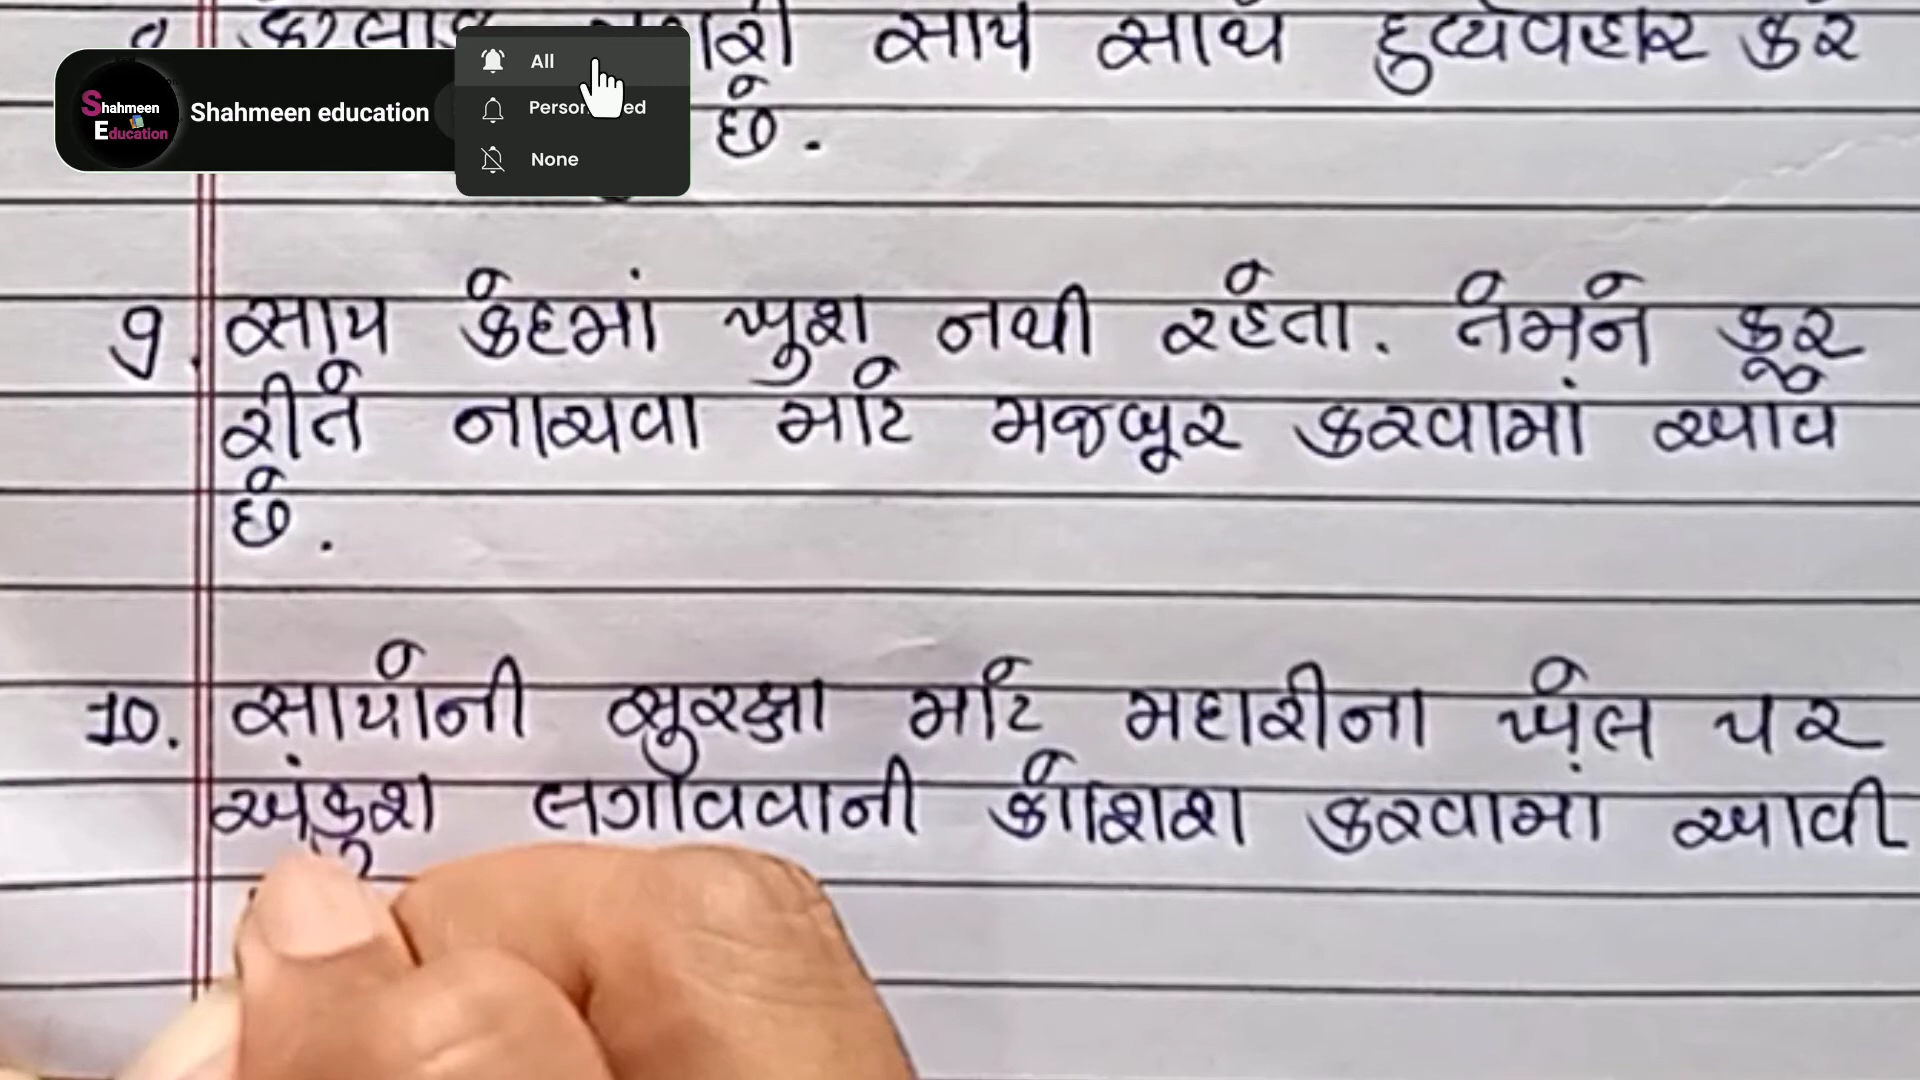 સાપ સાથે દુર્વ્યવહાર કરે
છે.
All
Shahmeen education
Shahmeen
Education
None
9. સાપ કેદમાં ખુશ નથી રહેતા. તેમને ક્રૂર
રીતે નાચવા માટે મજબૂર કરવામાં આવે
છે.
10. સાપોની સુરક્ષા માટે મદારીના ખેલ પર
અંકુશ લગાવવાની કોશિશ કરવામાં આવી